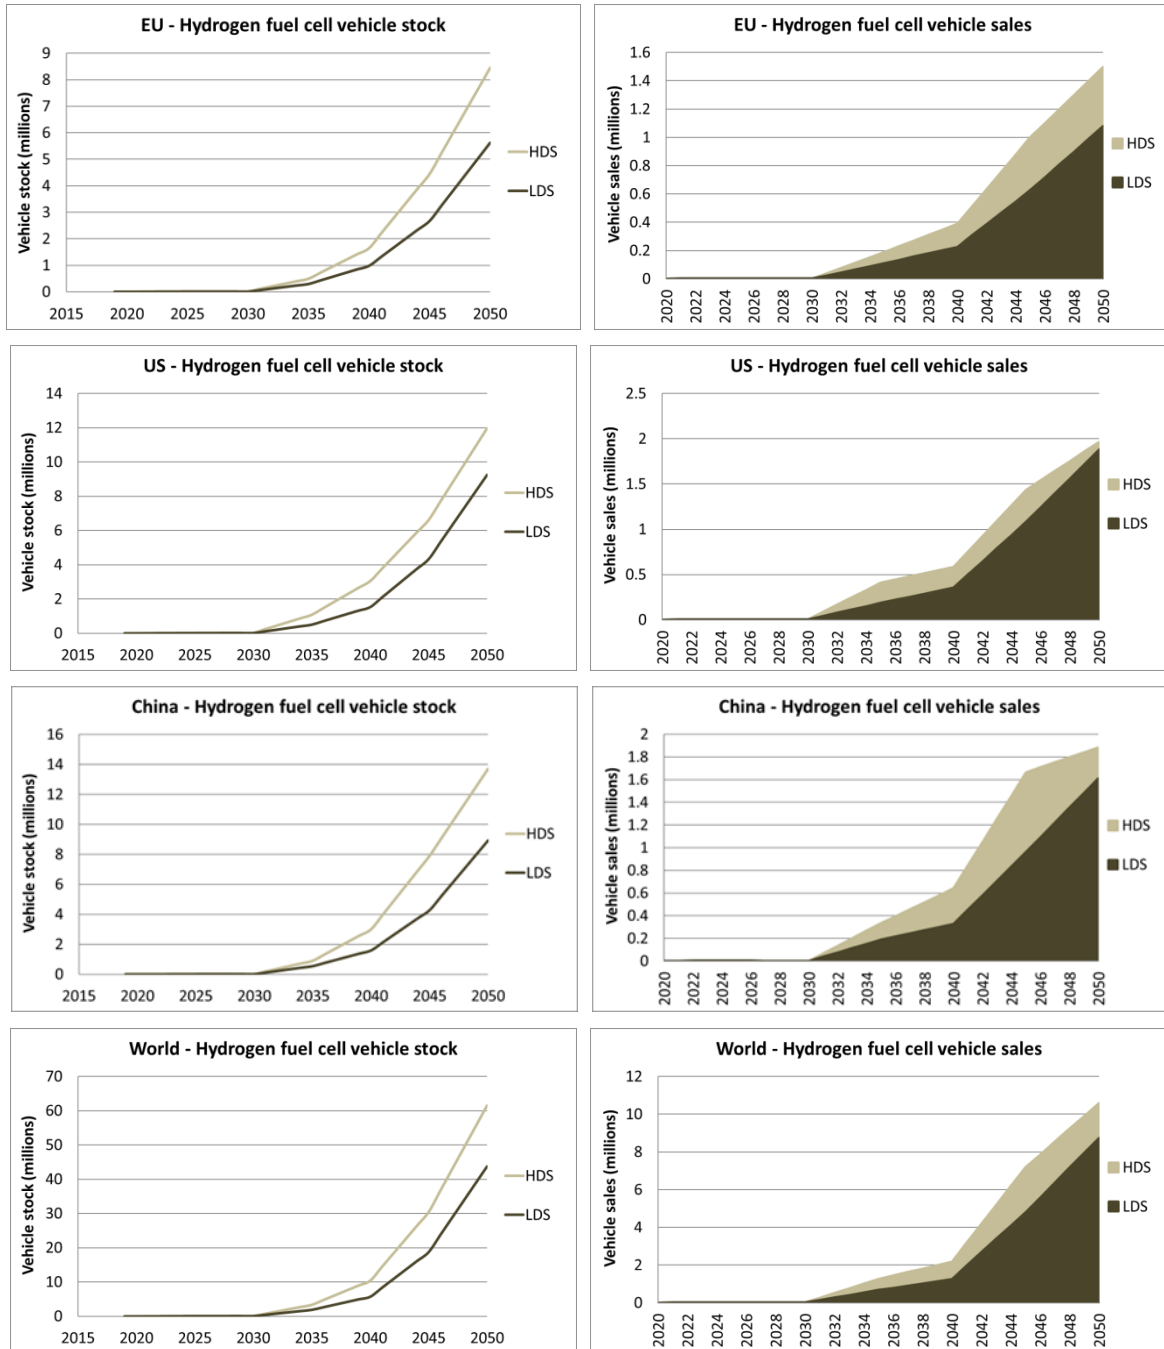 EU - Hydrogen fuel cell vehicle stock
Vehicle stock (millions)
9
8
7
6
5
4
3
2
1
0
2015 2020 2025 2030 2035 2040 2045 2050
HDS
LDS
EU - Hydrogen fuel cell vehicle sales
Vehicle sales (millions)
1.6
1.4
1.2
1
0.8
0.6
0.4
0.2
0
2020 2022 2024 2026 2028 2030 2032 2034 2036 2038 2040 2042 2044 2046 2048 2050
HDS
LDS
US - Hydrogen fuel cell vehicle stock
Vehicle stock (millions)
14
12
10
8
6
4
2
0
2015 2020 2025 2030 2035 2040 2045 2050
HDS
LDS
US - Hydrogen fuel cell vehicle sales
Vehicle sales (millions)
2.5
2
1.5
1
0.5
0
2020 2022 2024 2026 2028 2030 2032 2034 2036 2038 2040 2042 2044 2046 2048 2050
HDS
LDS
China - Hydrogen fuel cell vehicle stock
Vehicle stock (millions)
16
14
12
10
8
6
4
2
0
2015 2020 2025 2030 2035 2040 2045 2050
HDS
LDS
China - Hydrogen fuel cell vehicle sales
Vehicle sales (millions)
2
1.8
1.6
1.4
1.2
1
0.8
0.6
0.4
0.2
0
2020 2022 2024 2026 2028 2030 2032 2034 2036 2038 2040 2042 2044 2046 2048 2050
HDS
LDS
World - Hydrogen fuel cell vehicle stock
Vehicle stock (millions)
70
60
50
40
30
20
10
0
2015 2020 2025 2030 2035 2040 2045 2050
HDS
LDS
World - Hydrogen fuel cell vehicle sales
Vehicle sales (millions)
12
10
8
6
4
2
0
2020 2022 2024 2026 2028 2030 2032 2034 2036 2038 2040 2042 2044 2046 2048 2050
HDS
LDS